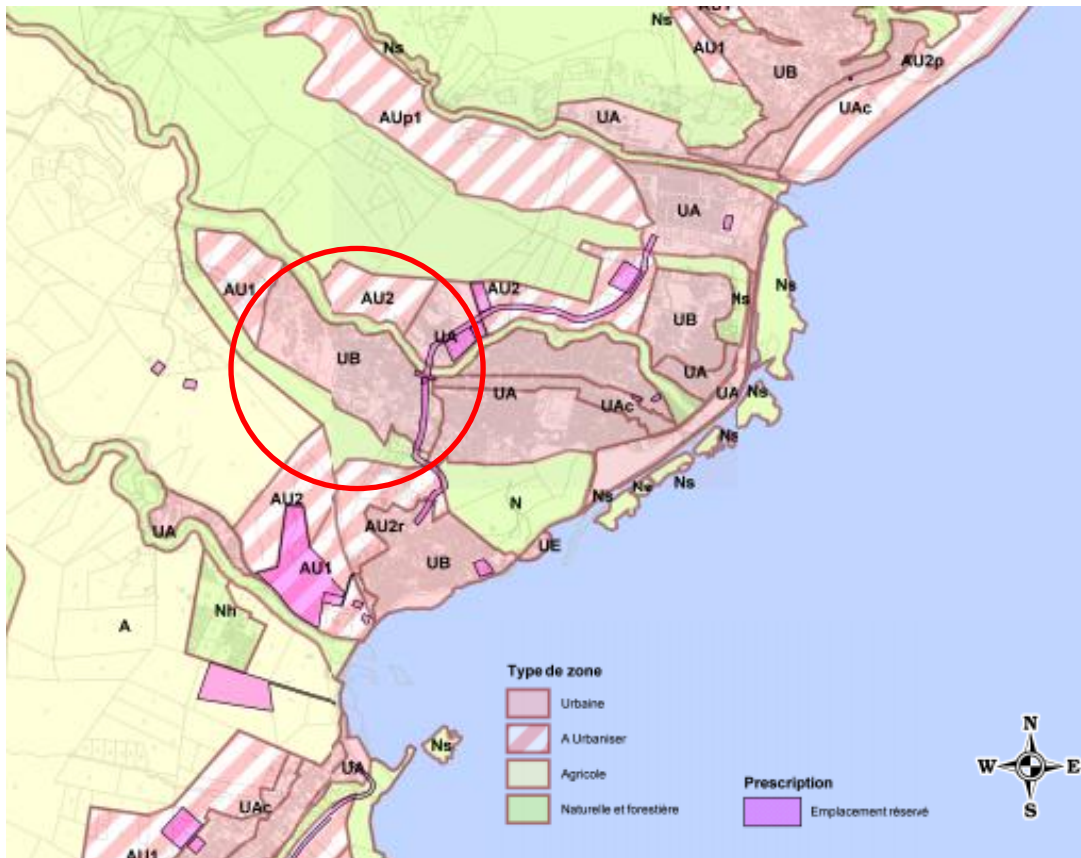 Ns
AU1
UB
AU2p
UAc
Ns
AUp1
UA
UA
Ns
Ns
AU1
AU2
AU2
UA
UB
UB
UA
UA
UA
UAc
Ns
Ns
Ns
Ns
AU2
N
UA
AU2r
UE
UB
AU1
Nh
A
Type de zone
Urbaine
A Urbaniser
Agricole
Naturelle et forestière
Prescription
Emplacement réservé
N
W E
S
Ns
UA
UAc
AU1